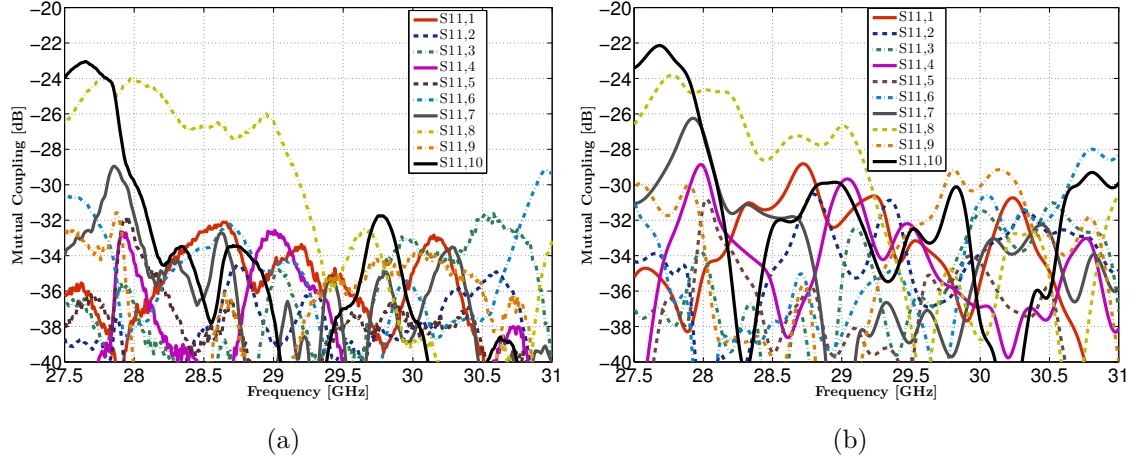 −20
−22
−24
−26
−28
−30
−32
−34
−36
−38
−40
Mutual Coupling [dB]
27.5 28 28.5 29 29.5 30 30.5 31
Frequency [GHz]
S11,1
S11,2
S11,3
S11,4
S11,5
S11,6
S11,7
S11,8
S11,9
S11,10
(a)
−20
−22
−24
−26
−28
−30
−32
−34
−36
−38
−40
Mutual Coupling [dB]
27.5 28 28.5 29 29.5 30 30.5 31
Frequency [GHz]
S11,1
S11,2
S11,3
S11,4
S11,5
S11,6
S11,7
S11,8
S11,9
S11,10
(b)